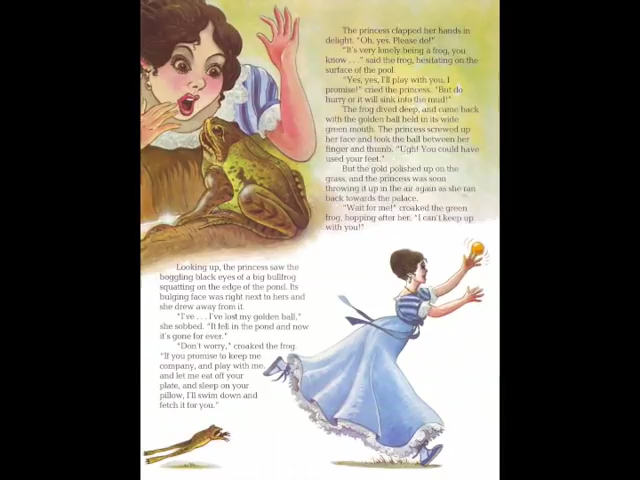 Looking up, the princess saw the
boggling black eyes of a big bullfrog
squatting on the edge of the pond. Its
bulging face was right next to hers and
she drew away from it.
"I've . . . I've lost my golden ball,"
she sobbed. "It fell in the pond and now
it's gone for ever."
"Don't worry," croaked the frog.
"If you promise to keep me
company, and play with me,
and let me eat off your
plate, and sleep on your
pillow, I'll swim down and
fetch it for you."
The princess clapped her hands in
delight. "Oh, yes. Please do!"
"It's very lonely being a frog, you
know . . ." said the frog, hesitating on the
surface of the pool.
"Yes, yes, I'll play with you, I
promise!" cried the princess. "But do
hurry or it will sink into the mud!"
The frog dived deep, and came back
with the golden ball held in its wide
green mouth. The princess screwed up
her face and took the ball between her
finger and thumb. "Ugh! You could have
used your feet."
But the gold polished up on the
grass, and the princess was soon
throwing it up in the air again as she ran
back towards the palace.
"Wait for me!" croaked the green
frog, hopping after her. "I can't keep up
with you!"